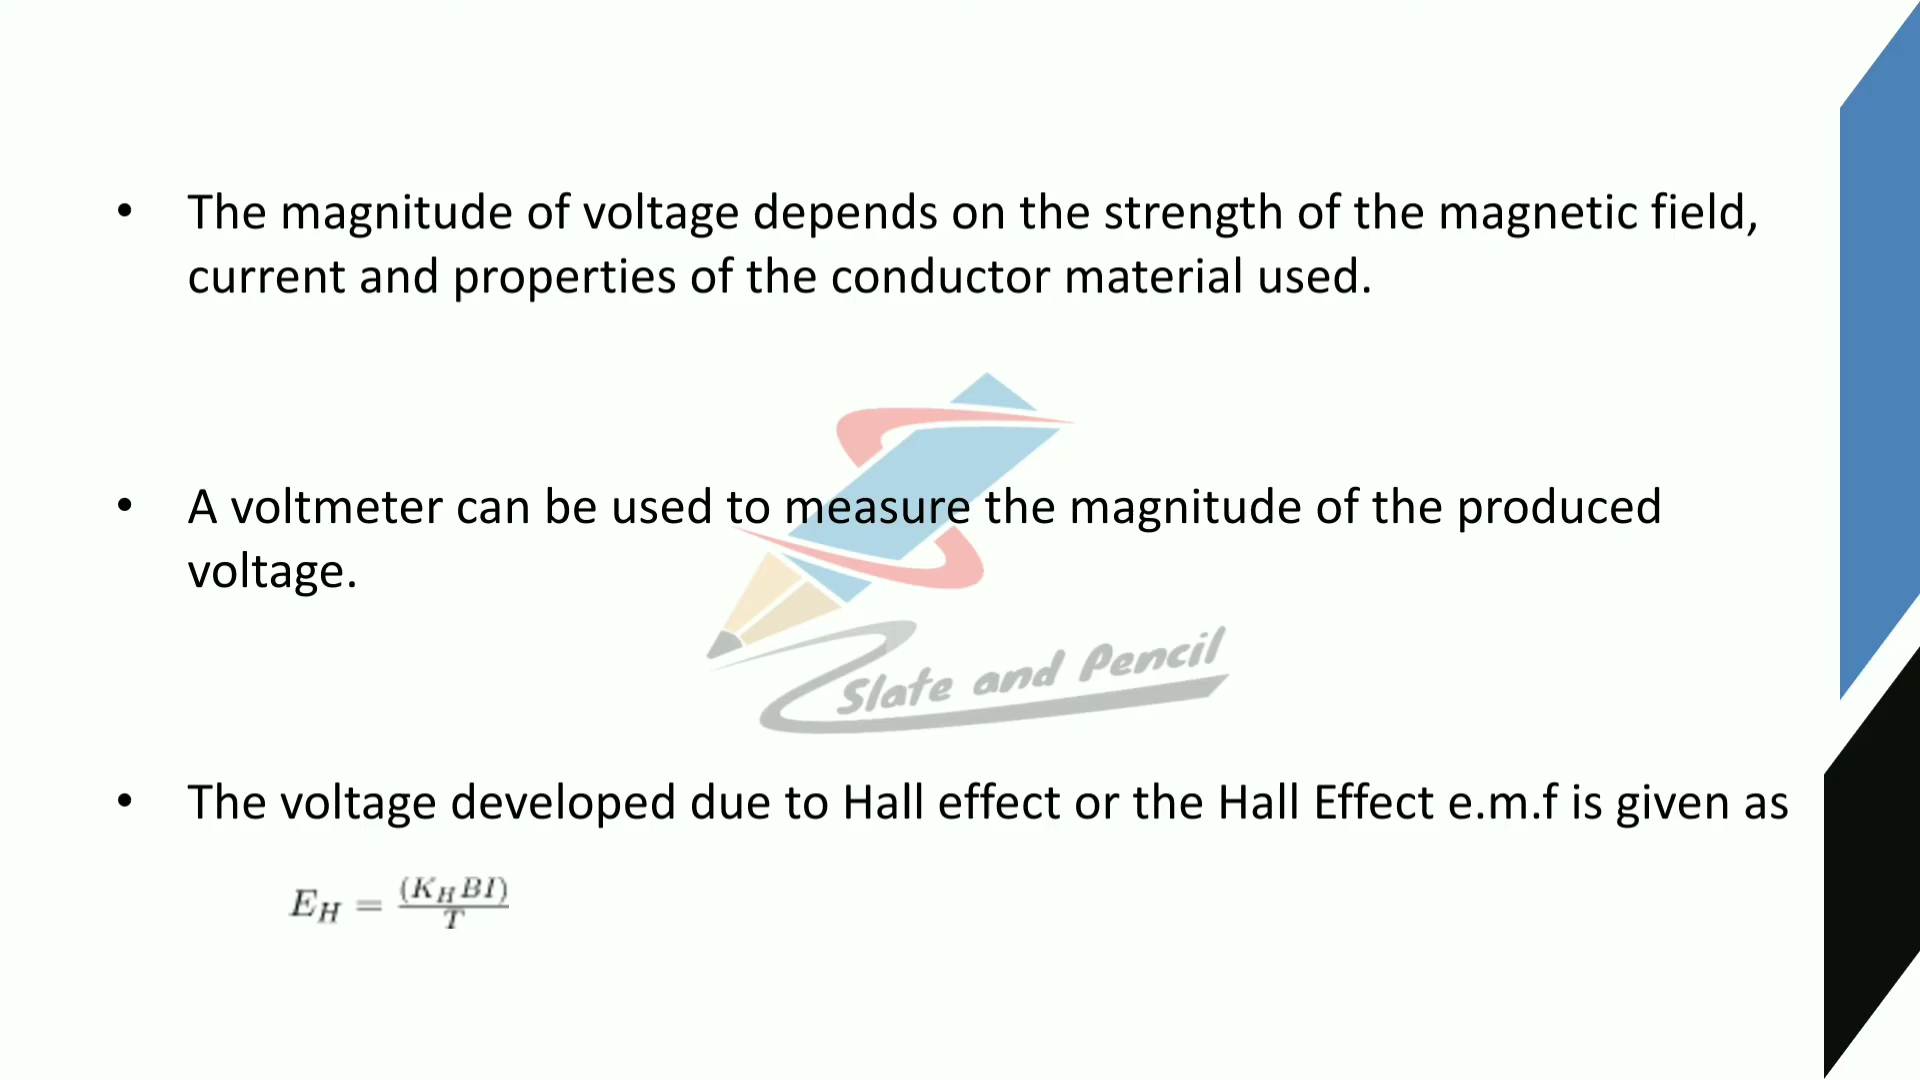 • The magnitude of voltage depends on the strength of the magnetic field,
current and properties of the conductor material used.
• A voltmeter can be used to measure the magnitude of the produced
voltage.
Slate and Pencil
• The voltage developed due to Hall effect or the Hall Effect e.m.f is given as
$E_H = \frac{(K_H BI)}{T}$